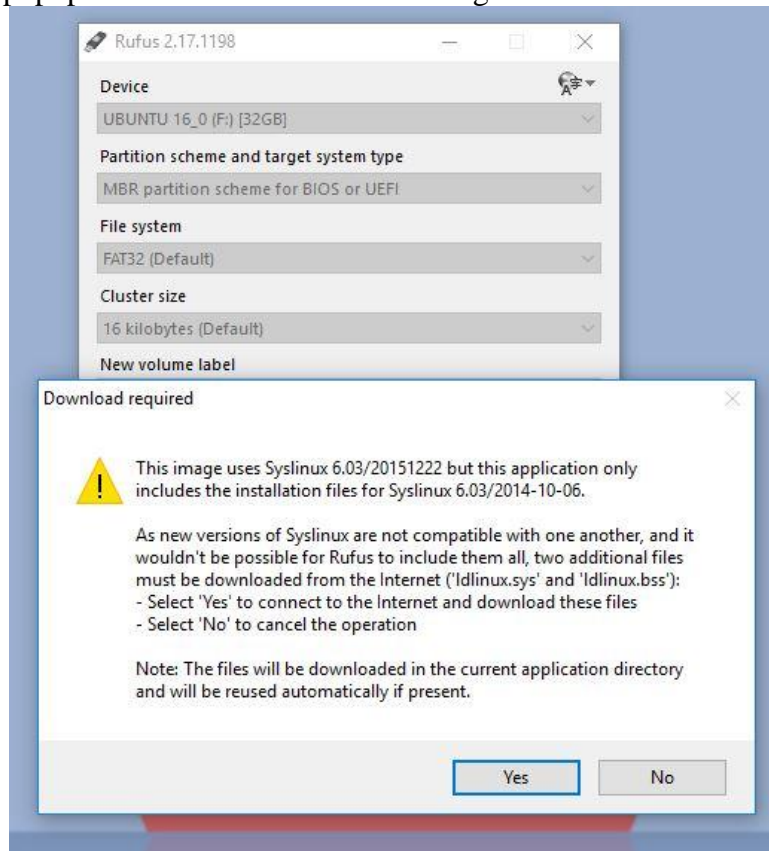 Rufus 2.17.1198
Device
UBUNTU 16_0 (F:) [32GB]
Partition scheme and target system type
MBR partition scheme for BIOS or UEFI
File system
FAT32 (Default)
Cluster size
16 kilobytes (Default)
New volume label
Download required
This image uses Syslinux 6.03/20151222 but this application only
includes the installation files for Syslinux 6.03/2014-10-06.
As new versions of Syslinux are not compatible with one another, and it
wouldn't be possible for Rufus to include them all, two additional files
must be downloaded from the Internet ('ldlinux.sys' and 'ldlinux.bss'):
- Select 'Yes' to connect to the Internet and download these files
- Select 'No' to cancel the operation
Note: The files will be downloaded in the current application directory
and will be reused automatically if present.
Yes
No